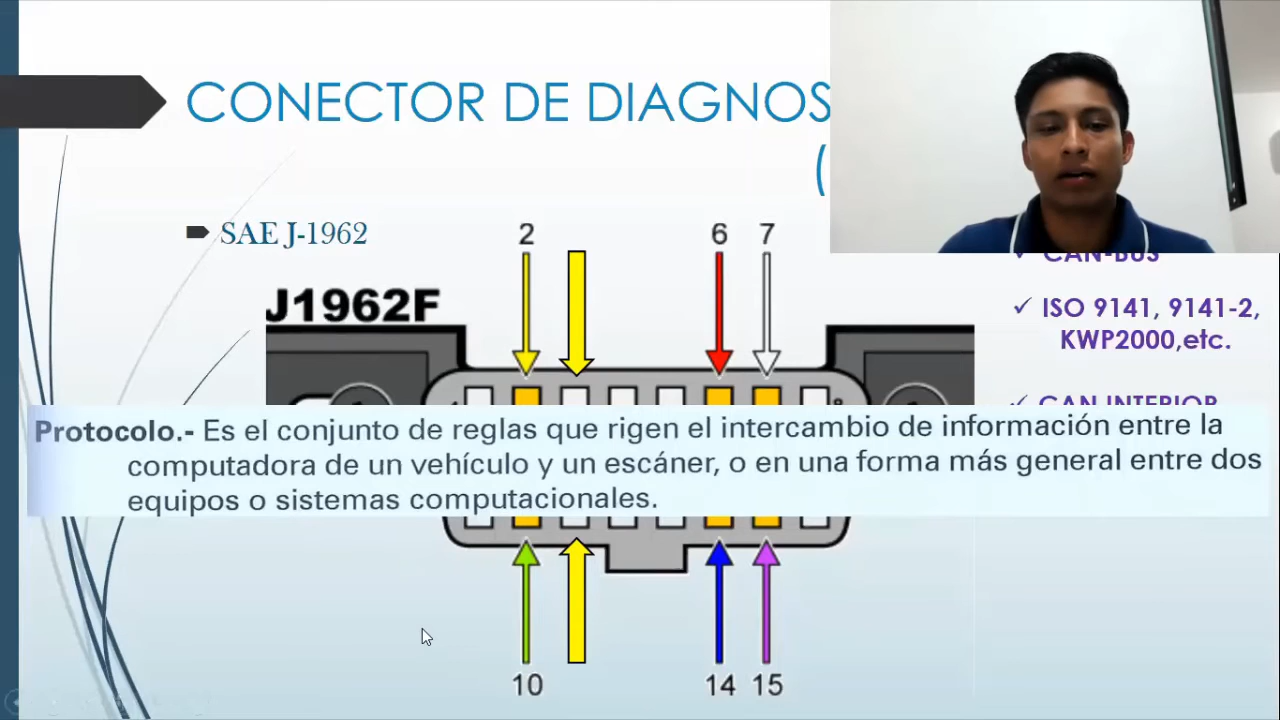 CONECTOR DE DIAGNOS
(
SAE J-1962
2
6
7
J1962F
CAN-BUS
✓ ISO 9141, 9141-2,
KWP2000,etc.
✓ CAN INTERIOR
Protocolo.- Es el conjunto de reglas que rigen el intercambio de información entre la
computadora de un vehículo y un escáner, o en una forma más general entre dos
equipos o sistemas computacionales.
10
14
15